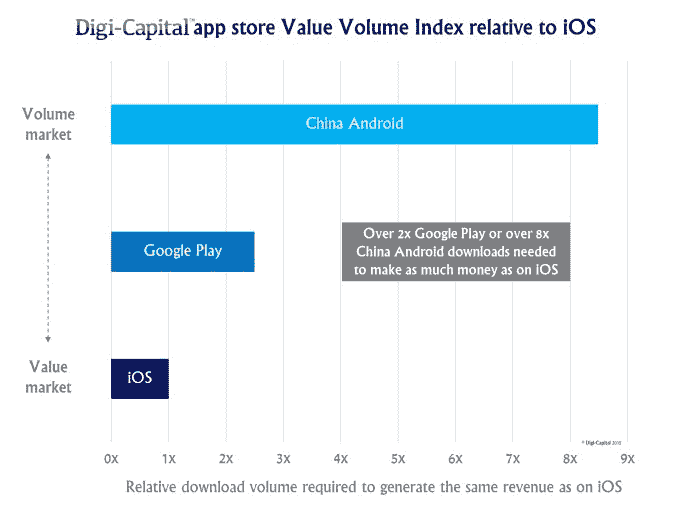 Digi-Capital™ app store Value Volume Index relative to iOS
Volume
market
China Android
Google Play
Over 2x Google Play or over 8x
China Android downloads needed
to make as much money as on iOS
Value
market
iOS
© Digi-Capital 2015
0x 1x 2x 3x 4x 5x 6x 7x 8x 9x
Relative download volume required to generate the same revenue as on iOS